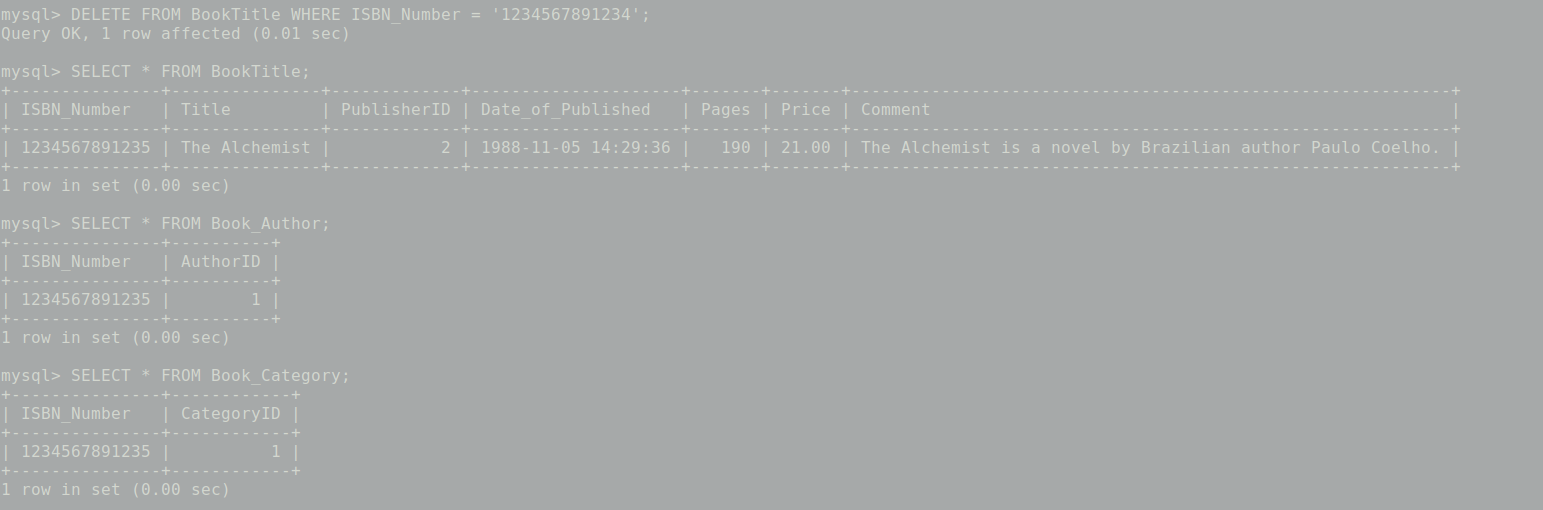 mysql> DELETE FROM BookTitle WHERE ISBN_Number = '1234567891234';
Query OK, 1 row affected (0.01 sec)
mysql> SELECT * FROM BookTitle;
+---------------+---------------+-------------+---------------------+-------+-------+------------------------------------------------------------+
| ISBN_Number   | Title         | PublisherID | Date_of_Published   | Pages | Price | Comment                                                    |
+---------------+---------------+-------------+---------------------+-------+-------+------------------------------------------------------------+
| 1234567891235 | The Alchemist |           2 | 1988-11-05 14:29:36 |   190 | 21.00 | The Alchemist is a novel by Brazilian author Paulo Coelho. |
+---------------+---------------+-------------+---------------------+-------+-------+------------------------------------------------------------+
1 row in set (0.00 sec)
mysql> SELECT * FROM Book_Author;
+---------------+----------+
| ISBN_Number   | AuthorID |
+---------------+----------+
| 1234567891235 |        1 |
+---------------+----------+
1 row in set (0.00 sec)
mysql> SELECT * FROM Book_Category;
+---------------+------------+
| ISBN_Number   | CategoryID |
+---------------+------------+
| 1234567891235 |          1 |
+---------------+------------+
1 row in set (0.00 sec)